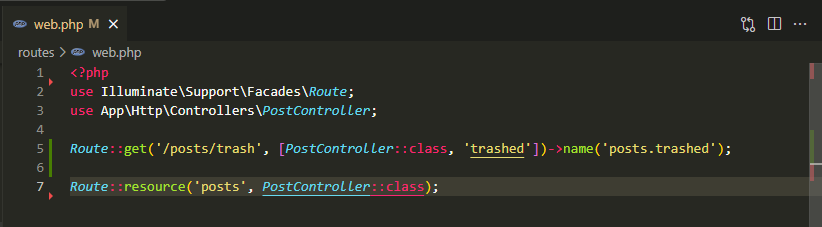 php web.php M ×
routes > php web.php
1 <?php
2 use Illuminate\Support\Facades\Route;
3 use App\Http\Controllers\PostController;
4
5 Route::get('/posts/trash', [PostController::class, 'trashed'])->name('posts.trashed');
6
7 Route::resource('posts', PostController::class);